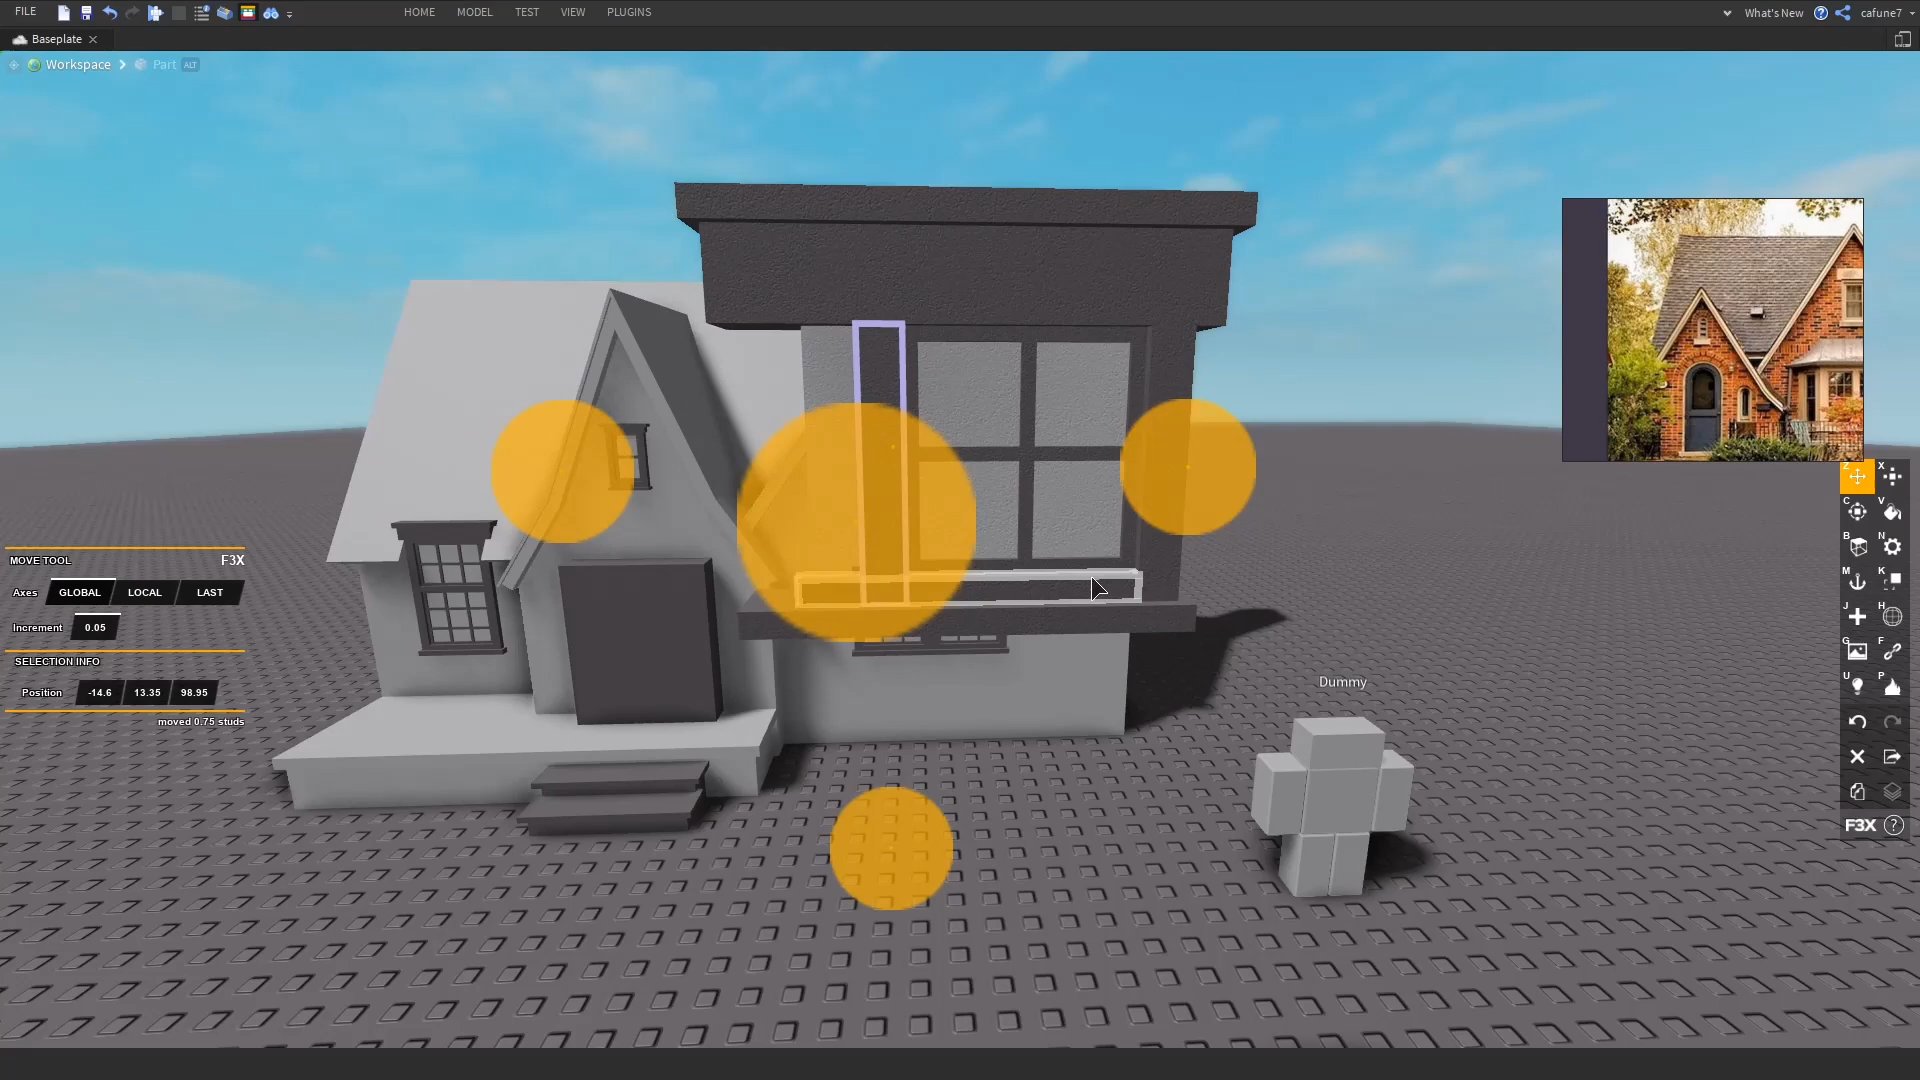 FILE
HOME
MODEL
TEST
VIEW
PLUGINS
What's New
cafune7
Baseplate
Workspace
Part ALT
MOVE TOOL
F3X
Axes GLOBAL LOCAL LAST
Increment 0.05
SELECTION INFO
Position -14.6 13.35 98.95
moved 0.75 studs
Dummy
Z X
C V
B N
M K
J H
G F
U P
F3X ?